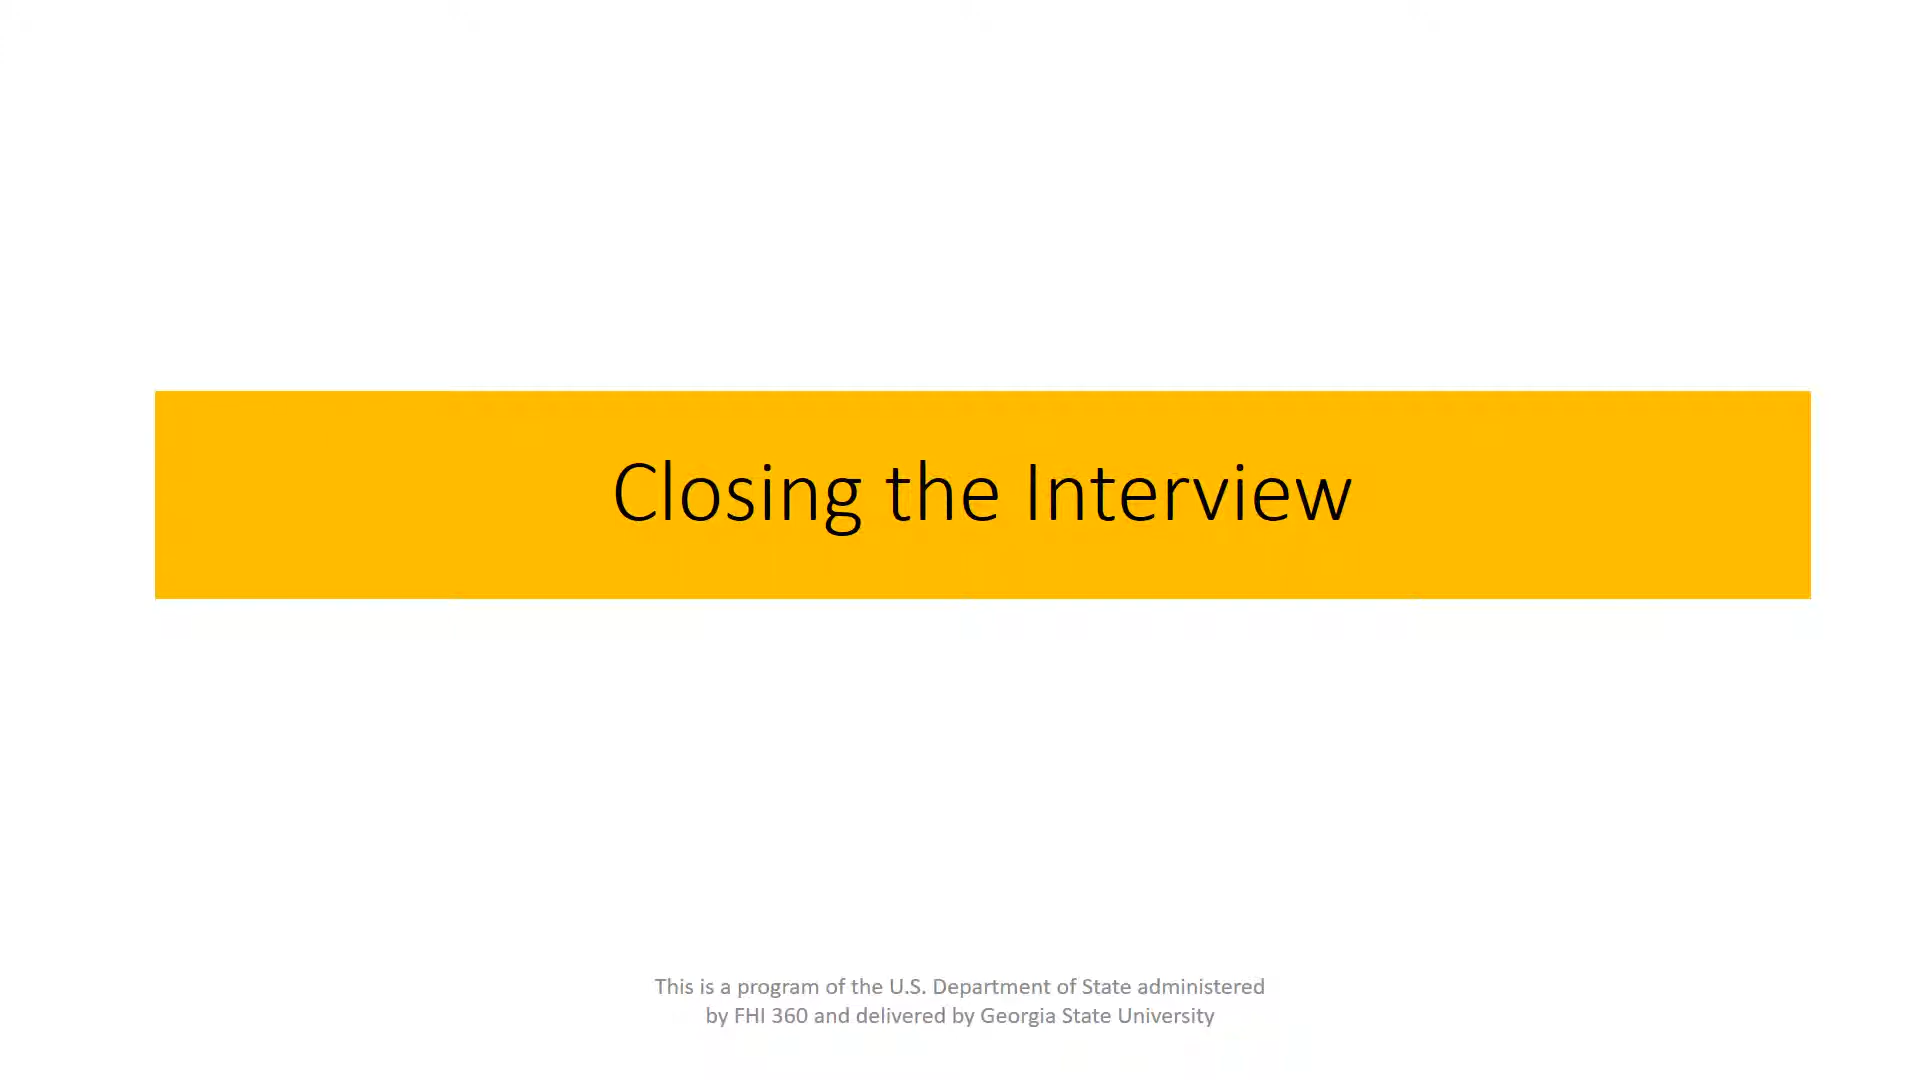 Closing the Interview
This is a program of the U.S. Department of State administered
by FHI 360 and delivered by Georgia State University